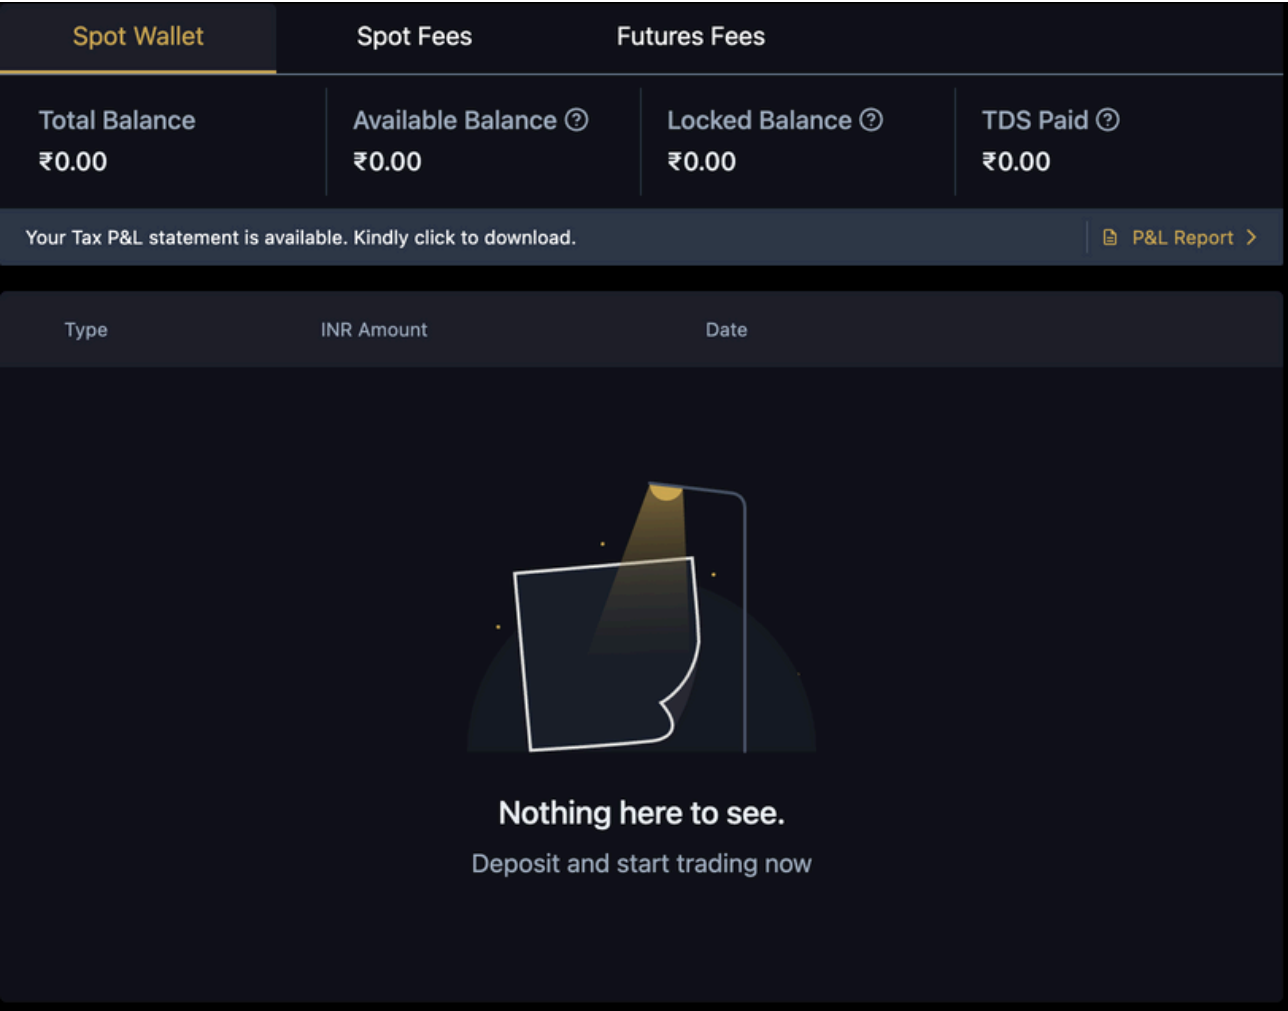 Spot Wallet Spot Fees Futures Fees
Total Balance Available Balance Locked Balance TDS Paid
₹0.00 ₹0.00 ₹0.00 ₹0.00
Your Tax P&L statement is available. Kindly click to download. P&L Report
Type INR Amount Date
Nothing here to see.
Deposit and start trading now